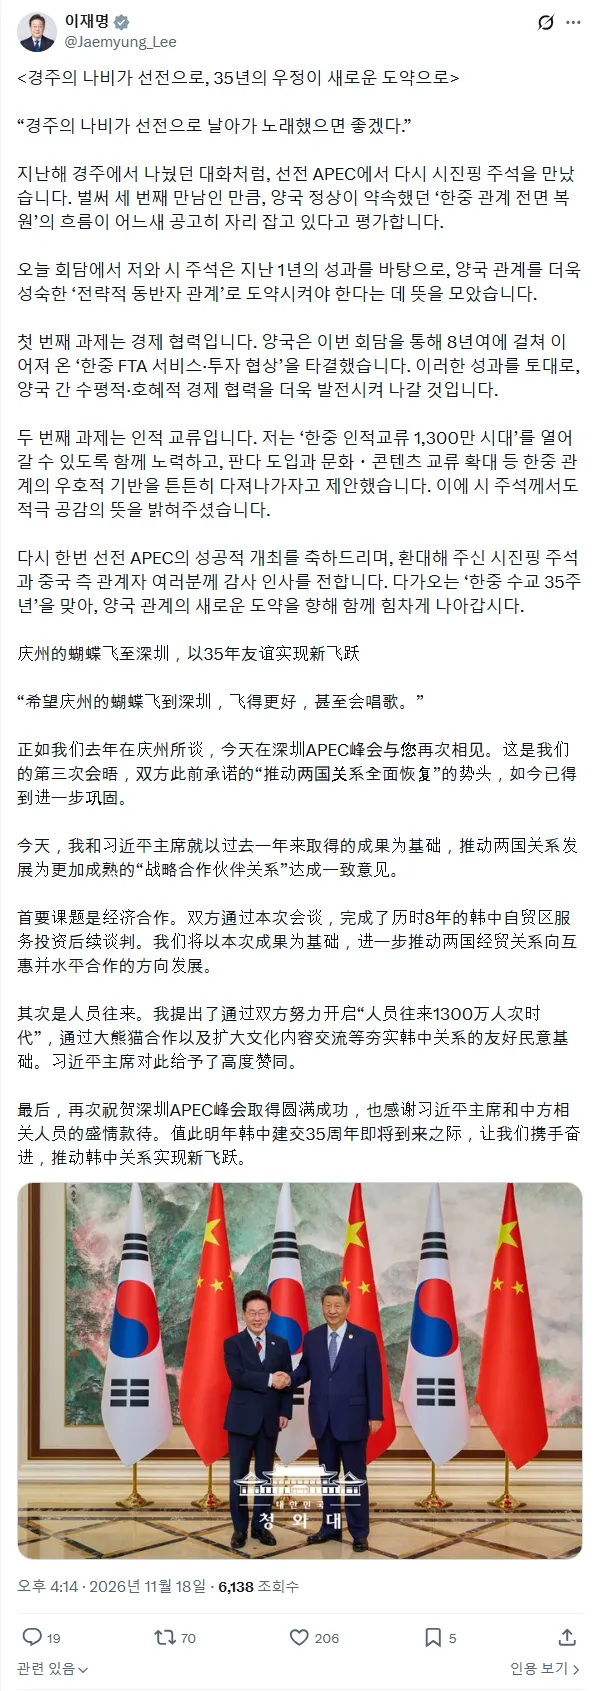 이재명
@Jaemyung_Lee
<경주의 나비가 선전으로, 35년의 우정이 새로운 도약으로>
“경주의 나비가 선전으로 날아가 노래했으면 좋겠다.”
지난해 경주에서 나눴던 대화처럼, 선전 APEC에서 다시 시진핑 주석을 만났
습니다. 벌써 세 번째 만남인 만큼, 양국 정상이 약속했던 ‘한중 관계 전면 복
원’의 흐름이 어느새 공고히 자리 잡고 있다고 평가합니다.
오늘 회담에서 저와 시 주석은 지난 1년의 성과를 바탕으로, 양국 관계를 더욱
성숙한 ‘전략적 동반자 관계’로 도약시켜야 한다는 데 뜻을 모았습니다.
첫 번째 과제는 경제 협력입니다. 양국은 이번 회담을 통해 8년여에 걸쳐 이
어져 온 ‘한중 FTA 서비스·투자 협상’을 타결했습니다. 이러한 성과를 토대로,
양국 간 수평적·호혜적 경제 협력을 더욱 발전시켜 나갈 것입니다.
두 번째 과제는 인적 교류입니다. 저는 ‘한중 인적교류 1,300만 시대’를 열어
갈 수 있도록 함께 노력하고, 판다 도입과 문화・콘텐츠 교류 확대 등 한중 관
계의 우호적 기반을 튼튼히 다져나가자고 제안했습니다. 이에 시 주석께서도
적극 공감의 뜻을 밝혀주셨습니다.
다시 한번 선전 APEC의 성공적 개최를 축하드리며, 환대해 주신 시진핑 주석
과 중국 측 관계자 여러분께 감사 인사를 전합니다. 다가오는 ‘한중 수교 35주
년’을 맞아, 양국 관계의 새로운 도약을 향해 함께 힘차게 나아갑시다.
庆州的蝴蝶飞至深圳，以35年友谊实现新飞跃
“希望庆州的蝴蝶飞到深圳，飞得更好，甚至会唱歌。”
正如我们去年在庆州所谈，今天在深圳APEC峰会与您再次相见。这是我们
的第三次会晤，双方此前承诺的“推动两国关系全面恢复”的势头，如今已得
到进一步巩固。
今天，我和习近平主席就以过去一年来取得的成果为基础，推动两国关系发
展为更加成熟的“战略合作伙伴关系”达成一致意见。
首要课题是经济合作。双方通过本次会谈，完成了历时8年的韩中自贸区服
务投资后续谈判。我们将以本次成果为基础，进一步推动两国经贸关系向互
惠并水平合作的方向发展。
其次是人员往来。我提出了通过双方努力开启“人员往来1300万人次时
代”，通过大熊猫合作以及扩大文化内容交流等夯实韩中关系的友好民意基
础。习近平主席对此给予了高度赞同。
最后，再次祝贺深圳APEC峰会取得圆满成功，也感谢习近平主席和中方相
关人员的盛情款待。值此明年韩中建交35周年即将到来之际，让我们携手奋
进，推动韩中关系实现新飞跃。
대한민국
청와대
오후 4:14 · 2026년 11월 18일 · 6,138 조회수
19 70 206 5
관련 있음 인용 보기